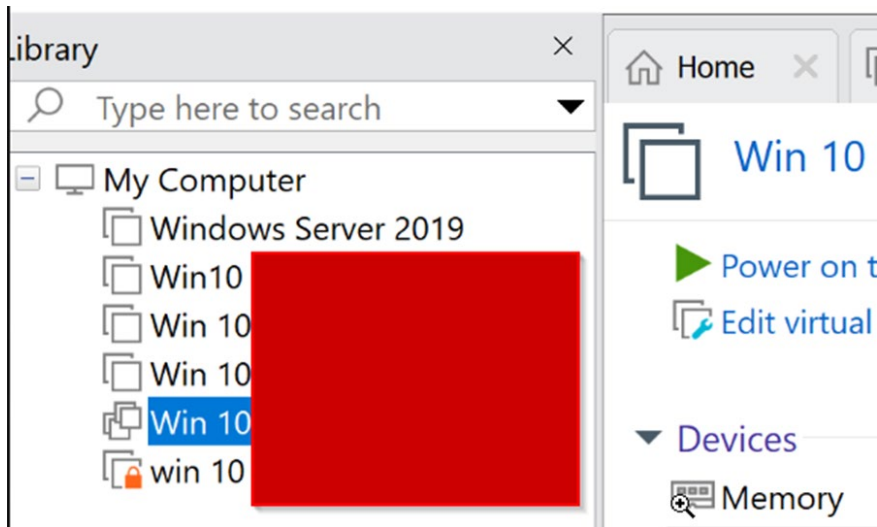 Library
Type here to search
My Computer
Windows Server 2019
Win10
Win 10
Win 10
Win 10
win 10
Home
Win 10
Power on t
Edit virtual
Devices
Memory